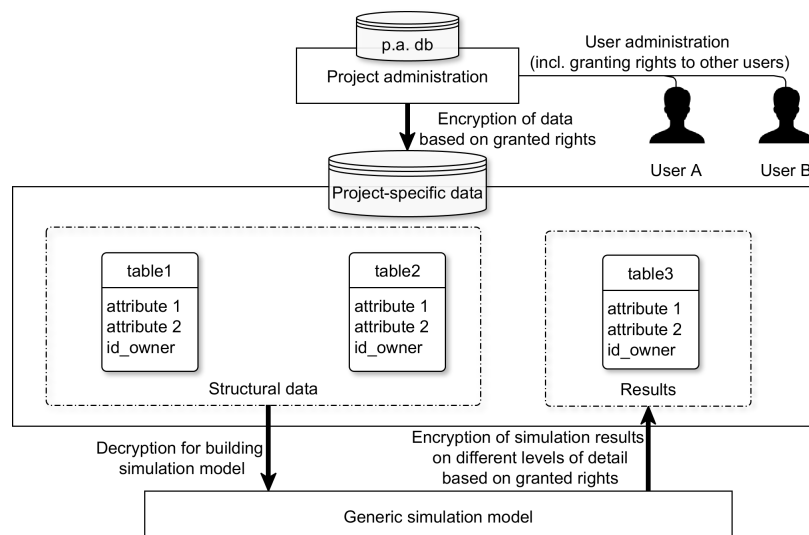 p.a. db
Project administration
User administration
(incl. granting rights to other users)
Encryption of data
based on granted rights
User A
User B
Project-specific data
table1
attribute 1
attribute 2
id_owner
table2
attribute 1
attribute 2
id_owner
table3
attribute 1
attribute 2
id_owner
Structural data
Results
Decryption for building
simulation model
Encryption of simulation results
on different levels of detail
based on granted rights
Generic simulation model